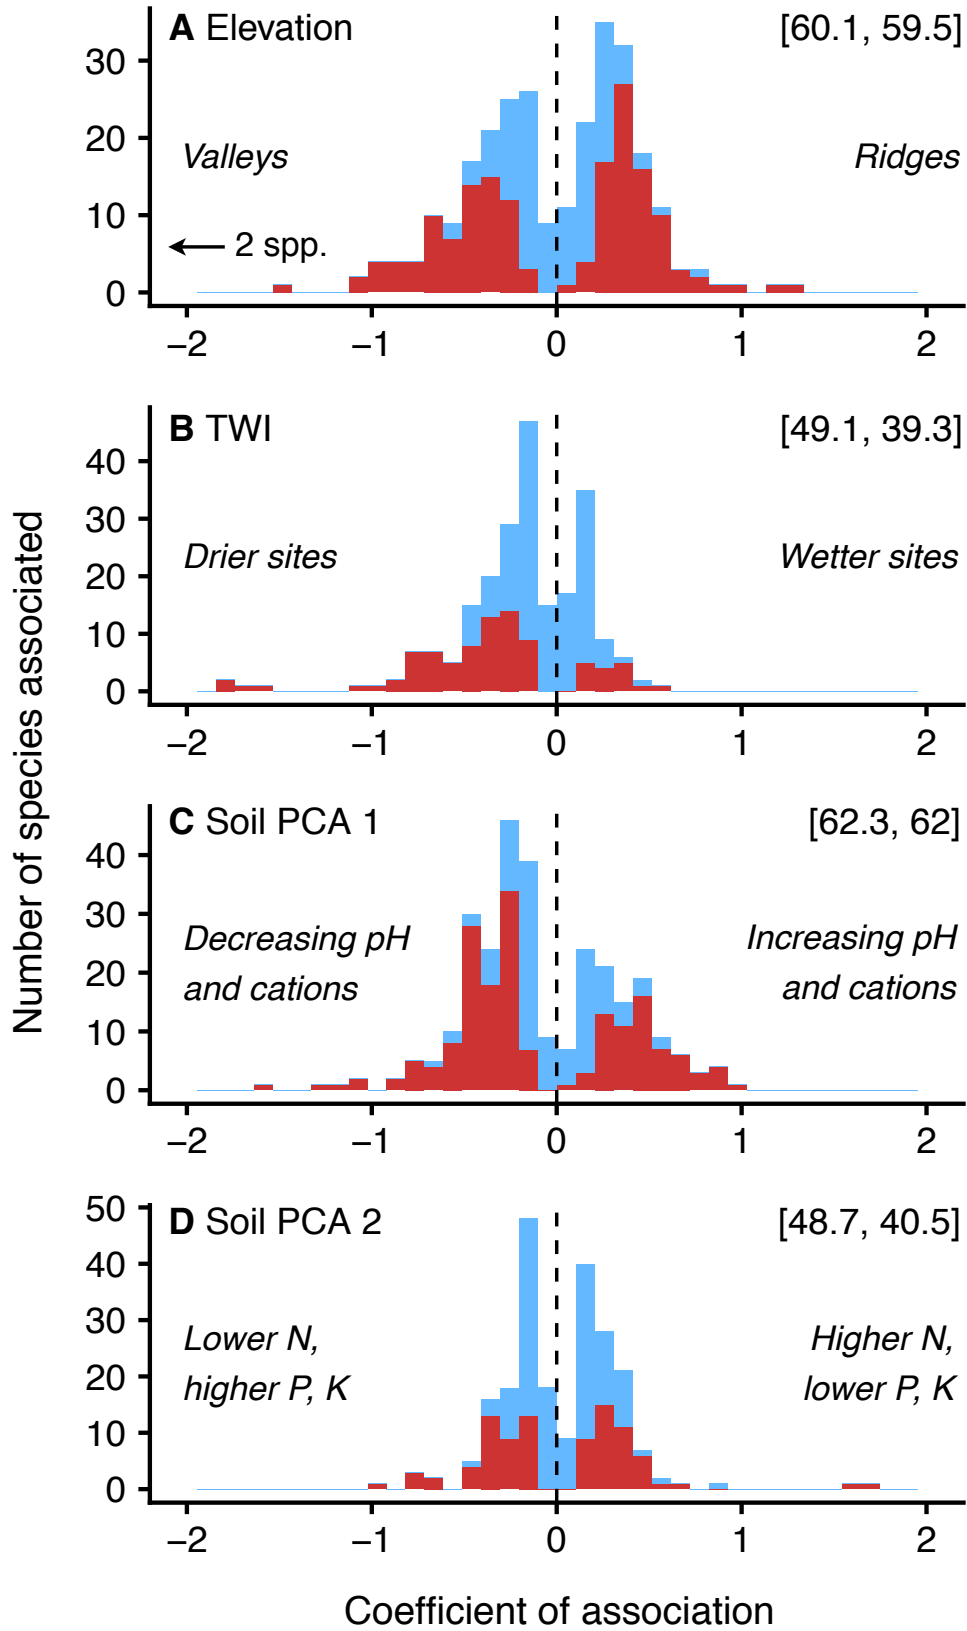 A Elevation
[60.1, 59.5]
30
20
10
0
Valleys
Ridges
2 spp.
−2
−1
0
1
2
B TWI
[49.1, 39.3]
40
30
20
10
0
Drier sites
Wetter sites
−2
−1
0
1
2
Number of species associated
C Soil PCA 1
[62.3, 62]
40
30
20
10
0
Decreasing pH
and cations
Increasing pH
and cations
−2
−1
0
1
2
D Soil PCA 2
[48.7, 40.5]
50
40
30
20
10
0
Lower N,
higher P, K
Higher N,
lower P, K
−2
−1
0
1
2
Coefficient of association